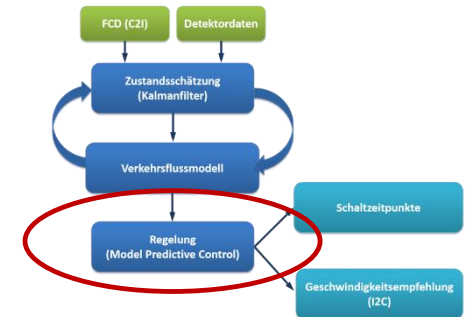 FCD (C2I)
Detektordaten
Zustandsschätzung
(Kalmanfilter)
Verkehrsflussmodell
Regelung
(Model Predictive Control)
Schaltzeitpunkte
Geschwindigkeitsempfehlung
(I2C)